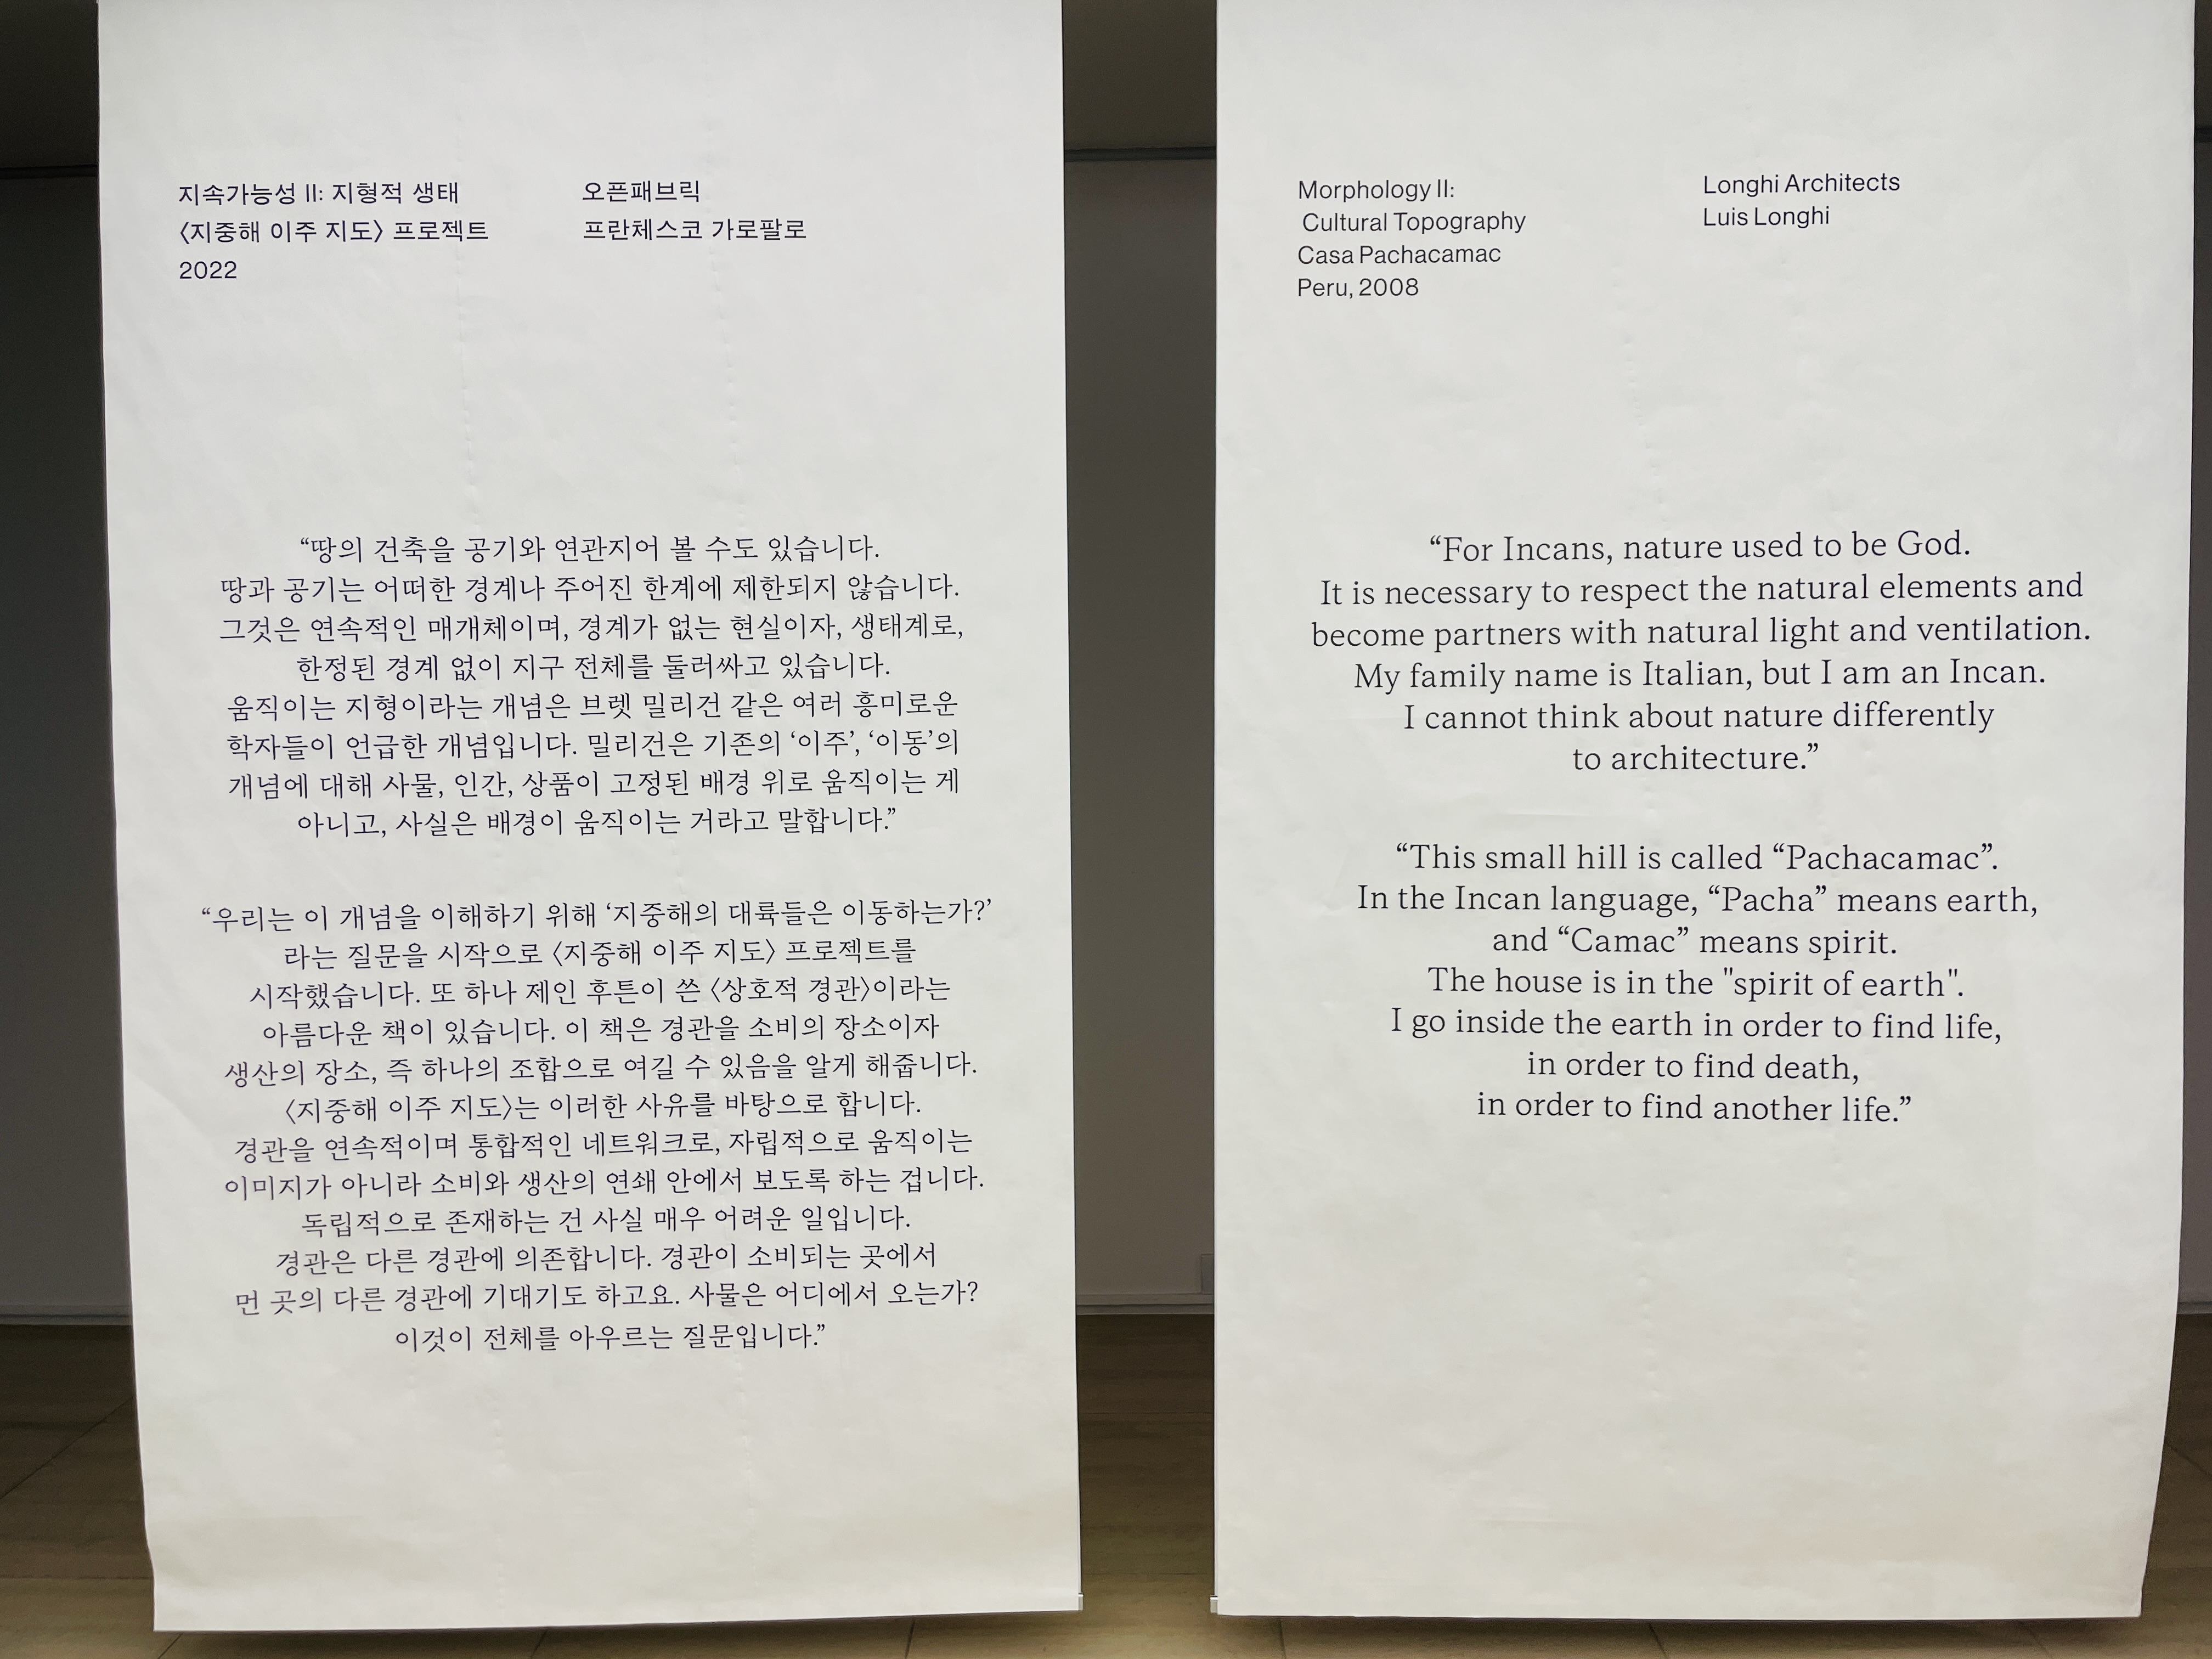 지속가능성 II: 지형적 생태
〈지중해 이주 지도〉 프로젝트
2022
오픈패브릭
프란체스코 가로팔로
“땅의 건축을 공기와 연관지어 볼 수도 있습니다.
땅과 공기는 어떠한 경계나 주어진 한계에 제한되지 않습니다.
그것은 연속적인 매개체이며, 경계가 없는 현실이자, 생태계로,
한정된 경계 없이 지구 전체를 둘러싸고 있습니다.
움직이는 지형이라는 개념은 브렛 밀리건 같은 여러 흥미로운
학자들이 언급한 개념입니다. 밀리건은 기존의 ‘이주’, ‘이동’의
개념에 대해 사물, 인간, 상품이 고정된 배경 위로 움직이는 게
아니고, 사실은 배경이 움직이는 거라고 말합니다.”
“우리는 이 개념을 이해하기 위해 ‘지중해의 대륙들은 이동하는가?’
라는 질문을 시작으로 〈지중해 이주 지도〉 프로젝트를
시작했습니다. 또 하나 제인 후튼이 쓴 〈상호적 경관〉이라는
아름다운 책이 있습니다. 이 책은 경관을 소비의 장소이자
생산의 장소, 즉 하나의 조합으로 여길 수 있음을 알게 해줍니다.
〈지중해 이주 지도〉는 이러한 사유를 바탕으로 합니다.
경관을 연속적이며 통합적인 네트워크로, 자립적으로 움직이는
이미지가 아니라 소비와 생산의 연쇄 안에서 보도록 하는 겁니다.
독립적으로 존재하는 건 사실 매우 어려운 일입니다.
경관은 다른 경관에 의존합니다. 경관이 소비되는 곳에서
먼 곳의 다른 경관에 기대기도 하고요. 사물은 어디에서 오는가?
이것이 전체를 아우르는 질문입니다.”
Morphology II:
Cultural Topography
Casa Pachacamac
Peru, 2008
Longhi Architects
Luis Longhi
“For Incans, nature used to be God.
It is necessary to respect the natural elements and
become partners with natural light and ventilation.
My family name is Italian, but I am an Incan.
I cannot think about nature differently
to architecture.”
“This small hill is called “Pachacamac”.
In the Incan language, “Pacha” means earth,
and “Camac” means spirit.
The house is in the "spirit of earth".
I go inside the earth in order to find life,
in order to find death,
in order to find another life.”